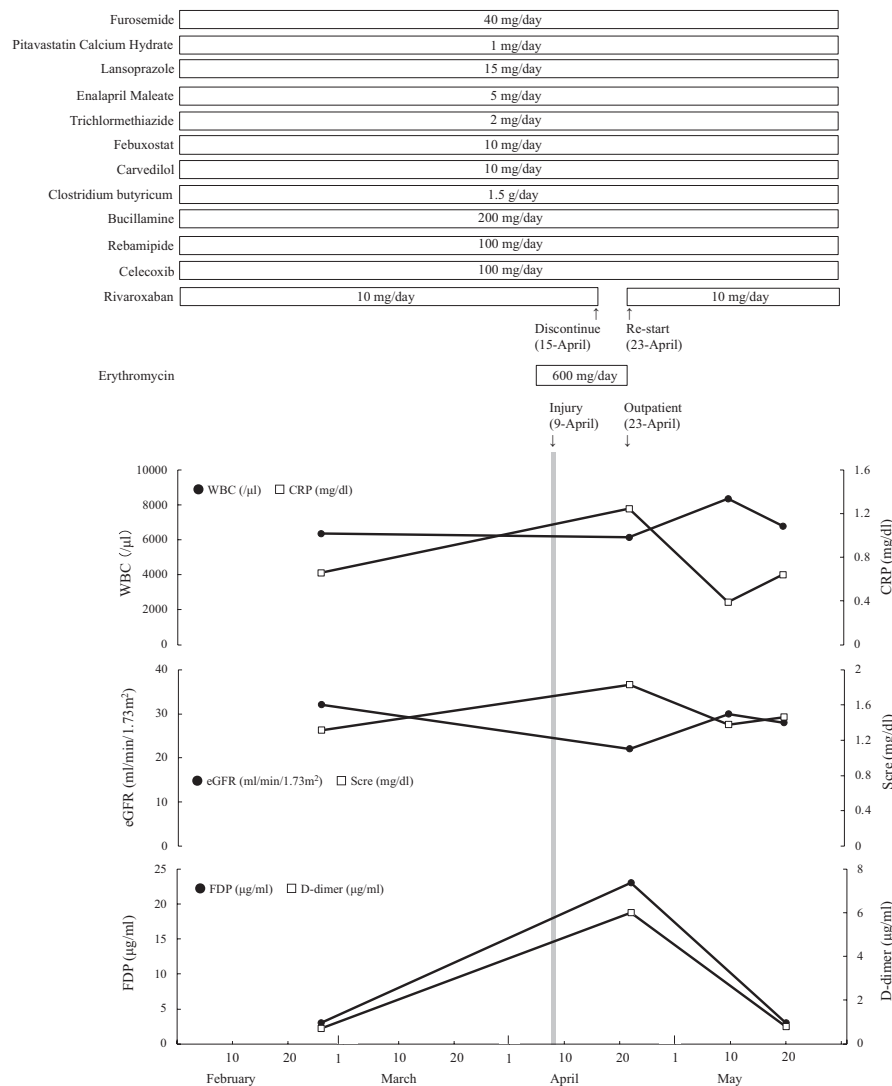 Furosemide 40 mg/day
Pitavastatin Calcium Hydrate 1 mg/day
Lansoprazole 15 mg/day
Enalapril Maleate 5 mg/day
Trichlormethiazide 2 mg/day
Febuxostat 10 mg/day
Carvedilol 10 mg/day
Clostridium butyricum 1.5 g/day
Bucillamine 200 mg/day
Rebamipide 100 mg/day
Celecoxib 100 mg/day
Rivaroxaban 10 mg/day 10 mg/day
↑ ↑
Discontinue Re-start
(15-April) (23-April)
Erythromycin 600 mg/day
Injury Outpatient
(9-April) (23-April)
↓ ↓
WBC (/μl)
10000
8000
6000
4000
2000
0
● WBC (/μl) □ CRP (mg/dl)
1.6
1.2
0.8
0.4
0
CRP (mg/dl)
eGFR (ml/min/1.73m²)
40
30
20
10
0
● eGFR (ml/min/1.73m²) □ Scre (mg/dl)
2
1.6
1.2
0.8
0.4
0
Scre (mg/dl)
FDP (μg/ml)
25
20
15
10
5
0
● FDP (μg/ml) □ D-dimer (μg/ml)
8
6
4
2
0
D-dimer (μg/ml)
10 20 1 10 20 1 10 20 1 10 20
February March April May